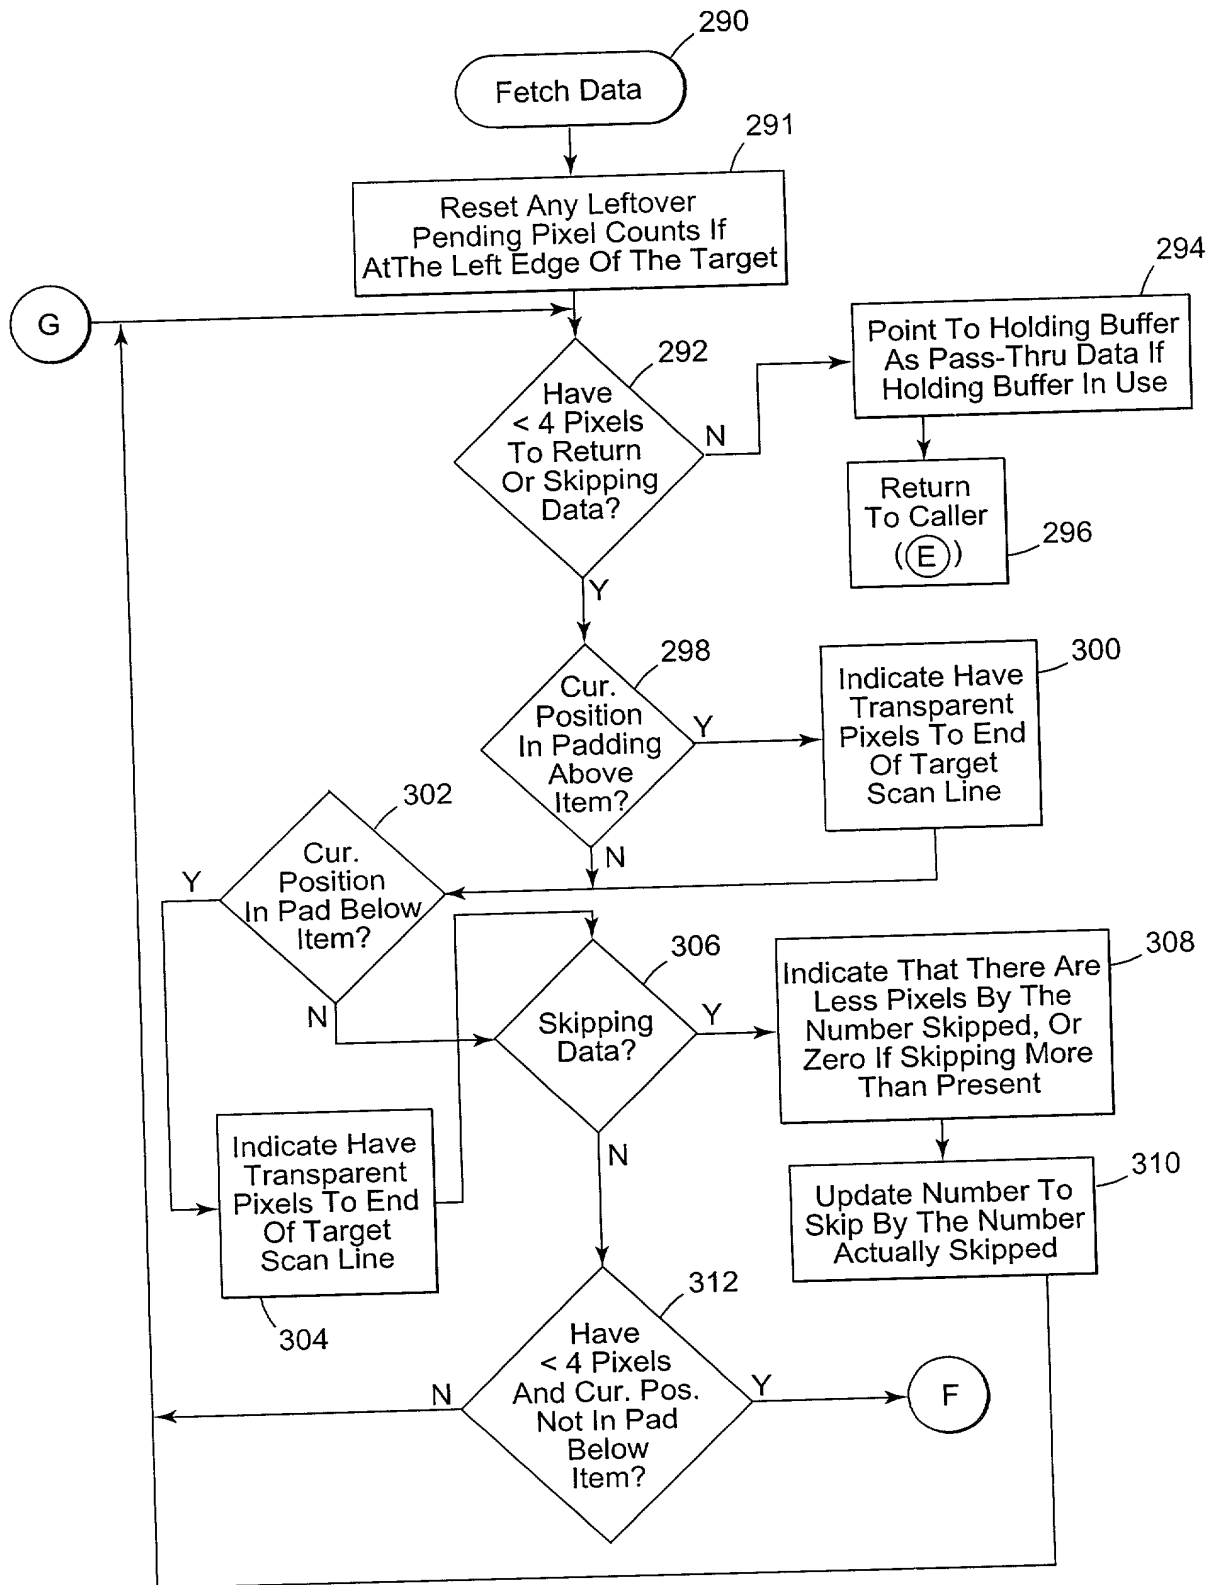 290
Fetch Data
291
Reset Any Leftover
Pending Pixel Counts If
AtThe Left Edge Of The Target
G
294
Point To Holding Buffer
As Pass-Thru Data If
Holding Buffer In Use
292
Have
< 4 Pixels
To Return
Or Skipping
Data?
N
Return
To Caller
((E))
296
Y
298
Cur.
Position
In Padding
Above
Item?
Y
N
300
Indicate Have
Transparent
Pixels To End
Of Target
Scan Line
302
Cur.
Position
In Pad Below
Item?
Y
N
306
Skipping
Data?
Y
N
308
Indicate That There Are
Less Pixels By The
Number Skipped, Or
Zero If Skipping More
Than Present
Indicate Have
Transparent
Pixels To End
Of Target
Scan Line
304
310
Update Number To
Skip By The Number
Actually Skipped
312
Have
< 4 Pixels
And Cur. Pos.
Not In Pad
Below
Item?
N
Y
F